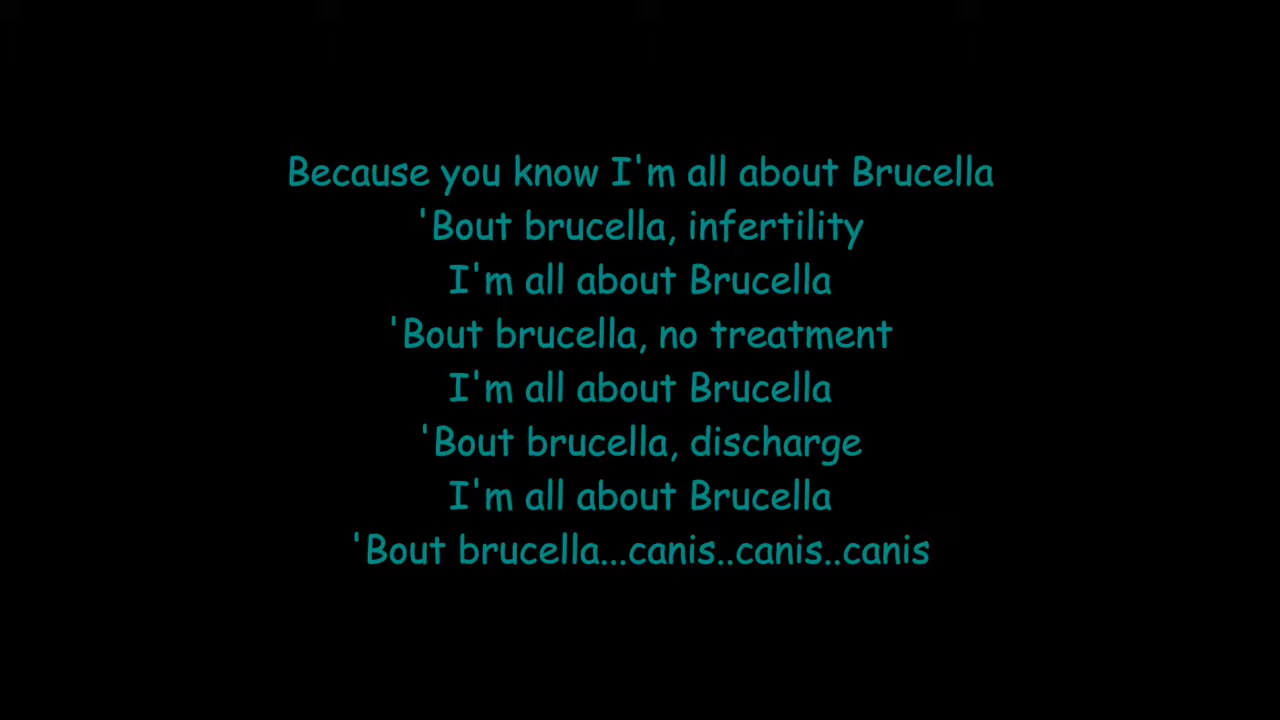 Because you know I'm all about Brucella
'Bout brucella, infertility
I'm all about Brucella
'Bout brucella, no treatment
I'm all about Brucella
'Bout brucella, discharge
I'm all about Brucella
'Bout brucella...canis..canis..canis